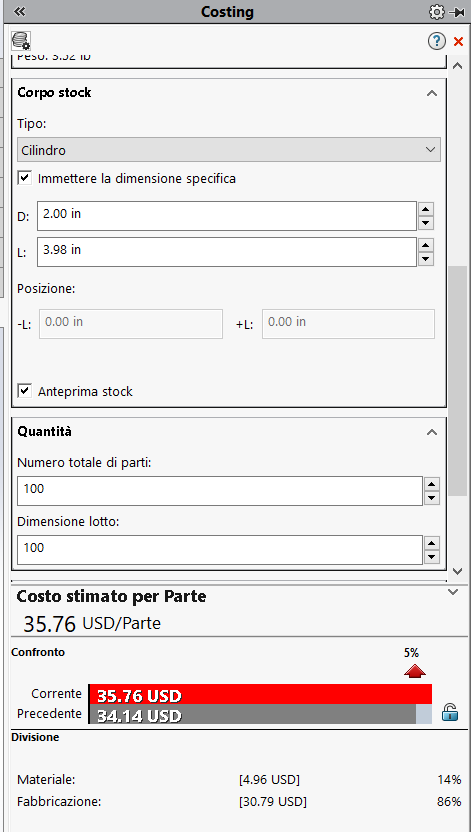 Costing
Peso: 3.52 lb
Corpo stock
Tipo:
Cilindro
Immettere la dimensione specifica
D: 2.00 in
L: 3.98 in
Posizione:
-L: 0.00 in +L: 0.00 in
Anteprima stock
Quantità
Numero totale di parti:
100
Dimensione lotto:
100
Costo stimato per Parte
35.76 USD/Parte
Confronto 5%
Corrente 35.76 USD
Precedente 34.14 USD
Divisione
Materiale: [4.96 USD] 14%
Fabbricazione: [30.79 USD] 86%